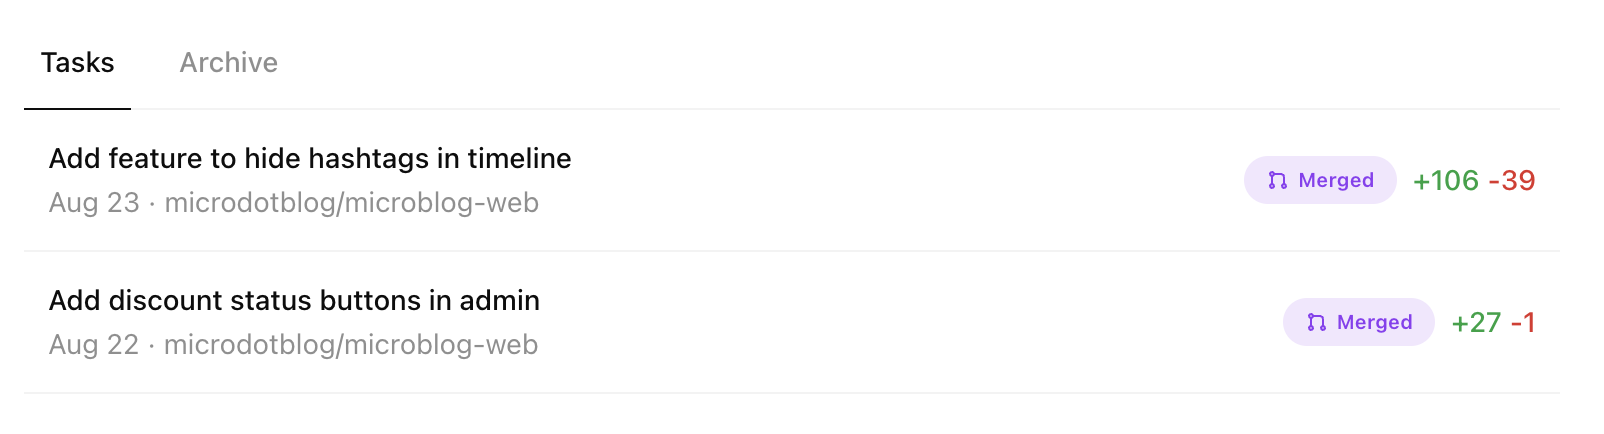 Tasks Archive
Add feature to hide hashtags in timeline
Aug 23 · microdotblog/microblog-web
Merged +106 -39
Add discount status buttons in admin
Aug 22 · microdotblog/microblog-web
Merged +27 -1